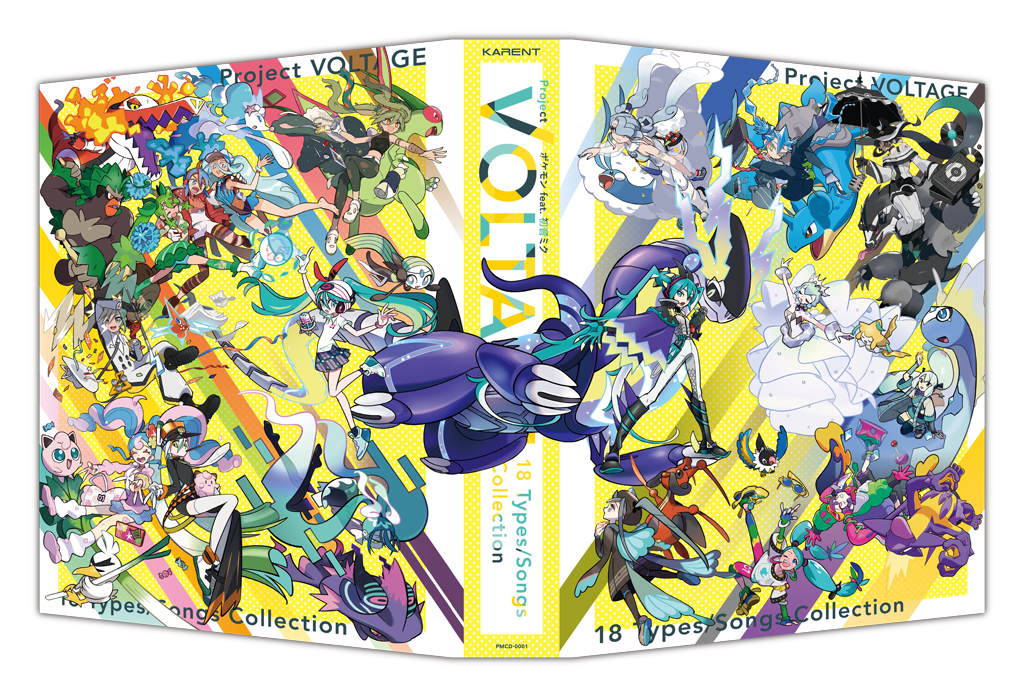 Project VOLTAGE
18 Types/Songs Collection
KARENT
Project
ポケモン feat. 初音ミク
VOLTA
18 Types/Songs
Collection
PMCD-0001
Project VOLTAGE
18 Types/Songs Collection